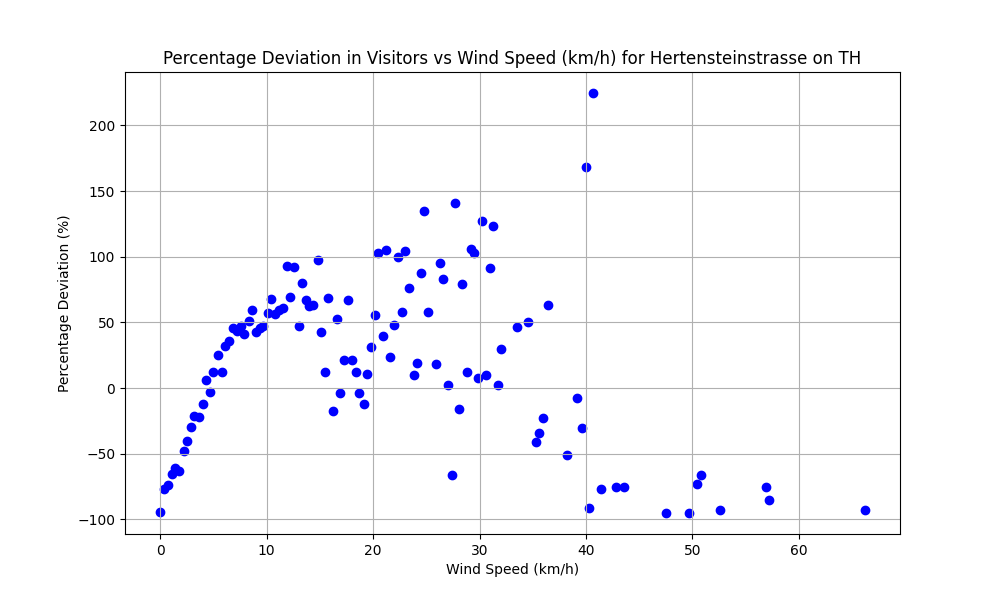 Percentage Deviation in Visitors vs Wind Speed (km/h) for Hertensteinstrasse on TH
Percentage Deviation (%)
200
150
100
50
0
−50
−100
0 10 20 30 40 50 60
Wind Speed (km/h)